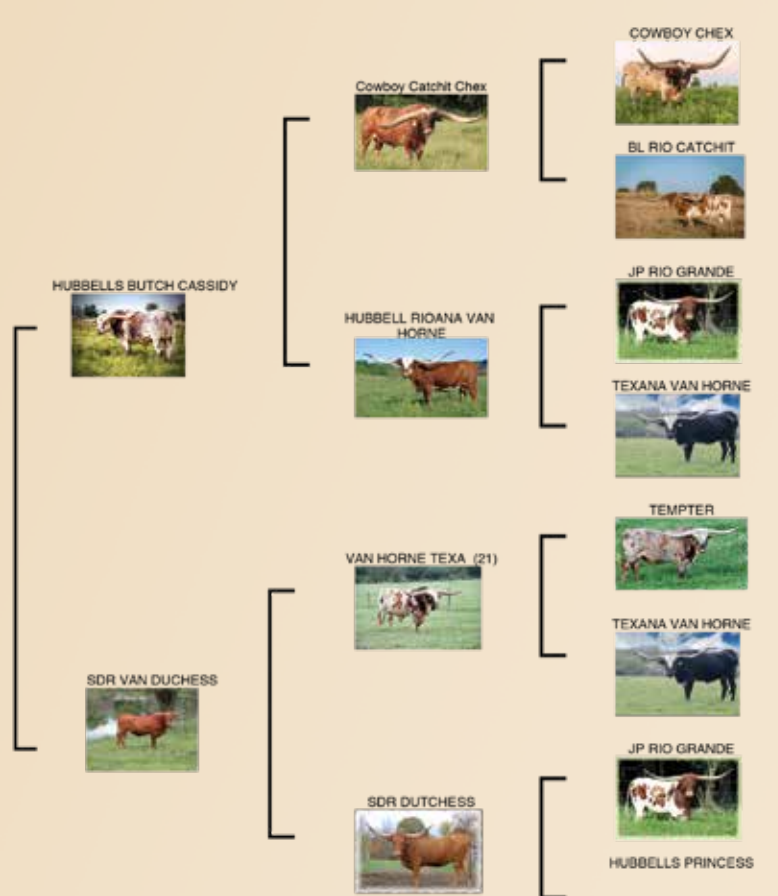 COWBOY CHEX
Cowboy Catchit Chex
BL RIO CATCHIT
HUBBELLS BUTCH CASSIDY
JP RIO GRANDE
HUBBELL RIOANA VAN
HORNE
TEXANA VAN HORNE
TEMPTER
VAN HORNE TEXA (21)
TEXANA VAN HORNE
SDR VAN DUCHESS
JP RIO GRANDE
SDR DUTCHESS
HUBBELLS PRINCESS